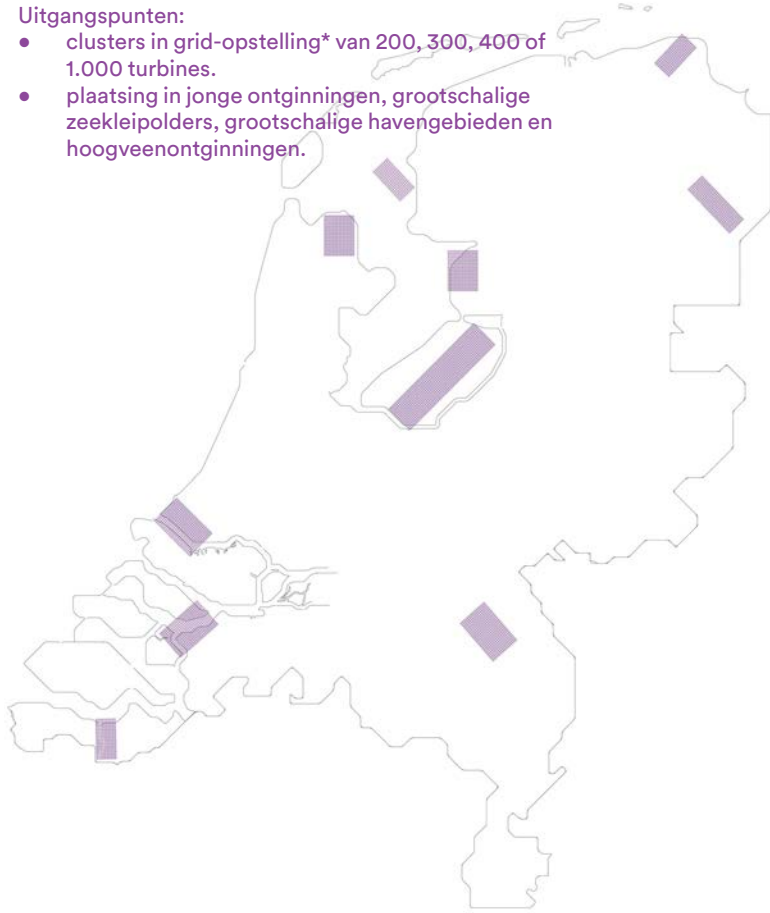 Uitgangspunten:
● clusters in grid-opstelling* van 200, 300, 400 of
1.000 turbines.
● plaatsing in jonge ontginningen, grootschalige
zeekleipolders, grootschalige havengebieden en
hoogveenontginningen.